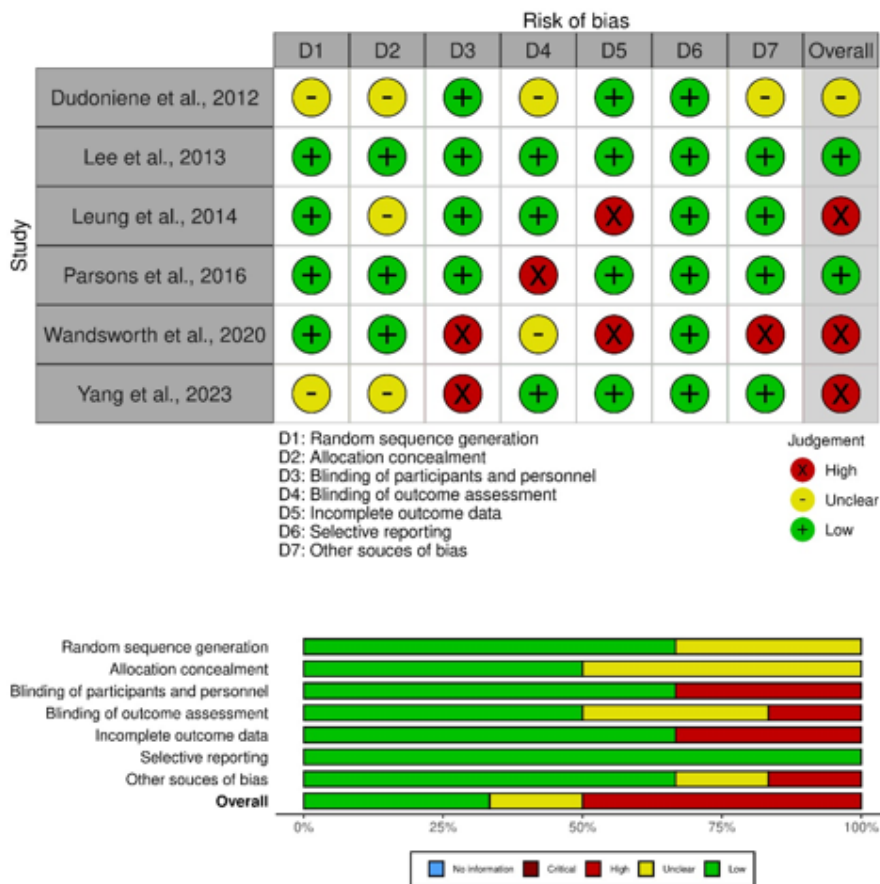 Risk of bias
D1 D2 D3 D4 D5 D6 D7 Overall
Study
Dudoniene et al., 2012 - - + - + + - -
Lee et al., 2013 + + + + + + + +
Leung et al., 2014 + - + + X + + X
Parsons et al., 2016 + + + X + + + +
Wandsworth et al., 2020 + + X - X + X X
Yang et al., 2023 - - X + + + + X
D1: Random sequence generation
D2: Allocation concealment
D3: Blinding of participants and personnel
D4: Blinding of outcome assessment
D5: Incomplete outcome data
D6: Selective reporting
D7: Other souces of bias
Judgement
X High
- Unclear
+ Low
Random sequence generation
Allocation concealment
Blinding of participants and personnel
Blinding of outcome assessment
Incomplete outcome data
Selective reporting
Other souces of bias
Overall
0% 25% 50% 75% 100%
No information Critical High Unclear Low